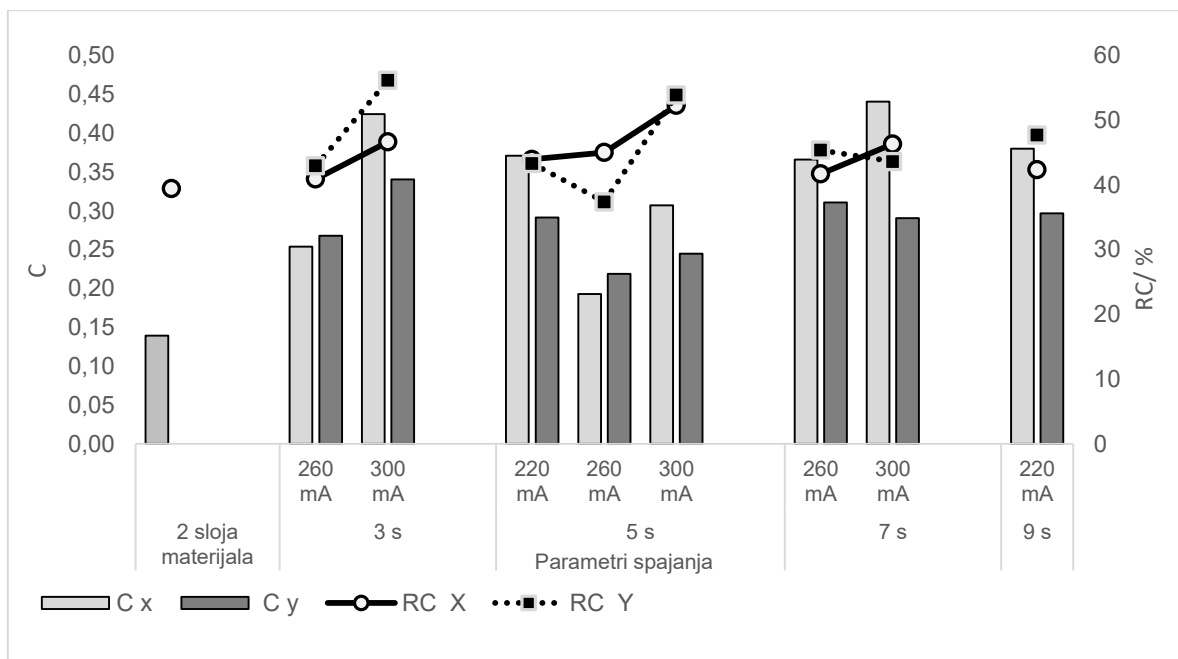 0,50
0,45
0,40
0,35
0,30
0,25
0,20
0,15
0,10
0,05
0,00
C
60
50
40
30
20
10
0
RC/ %
260 mA
300 mA
220 mA
260 mA
300 mA
260 mA
300 mA
220 mA
2 sloja
materijala
3 s
5 s
7 s
9 s
Parametri spajanja
C x
C y
RC X
RC Y